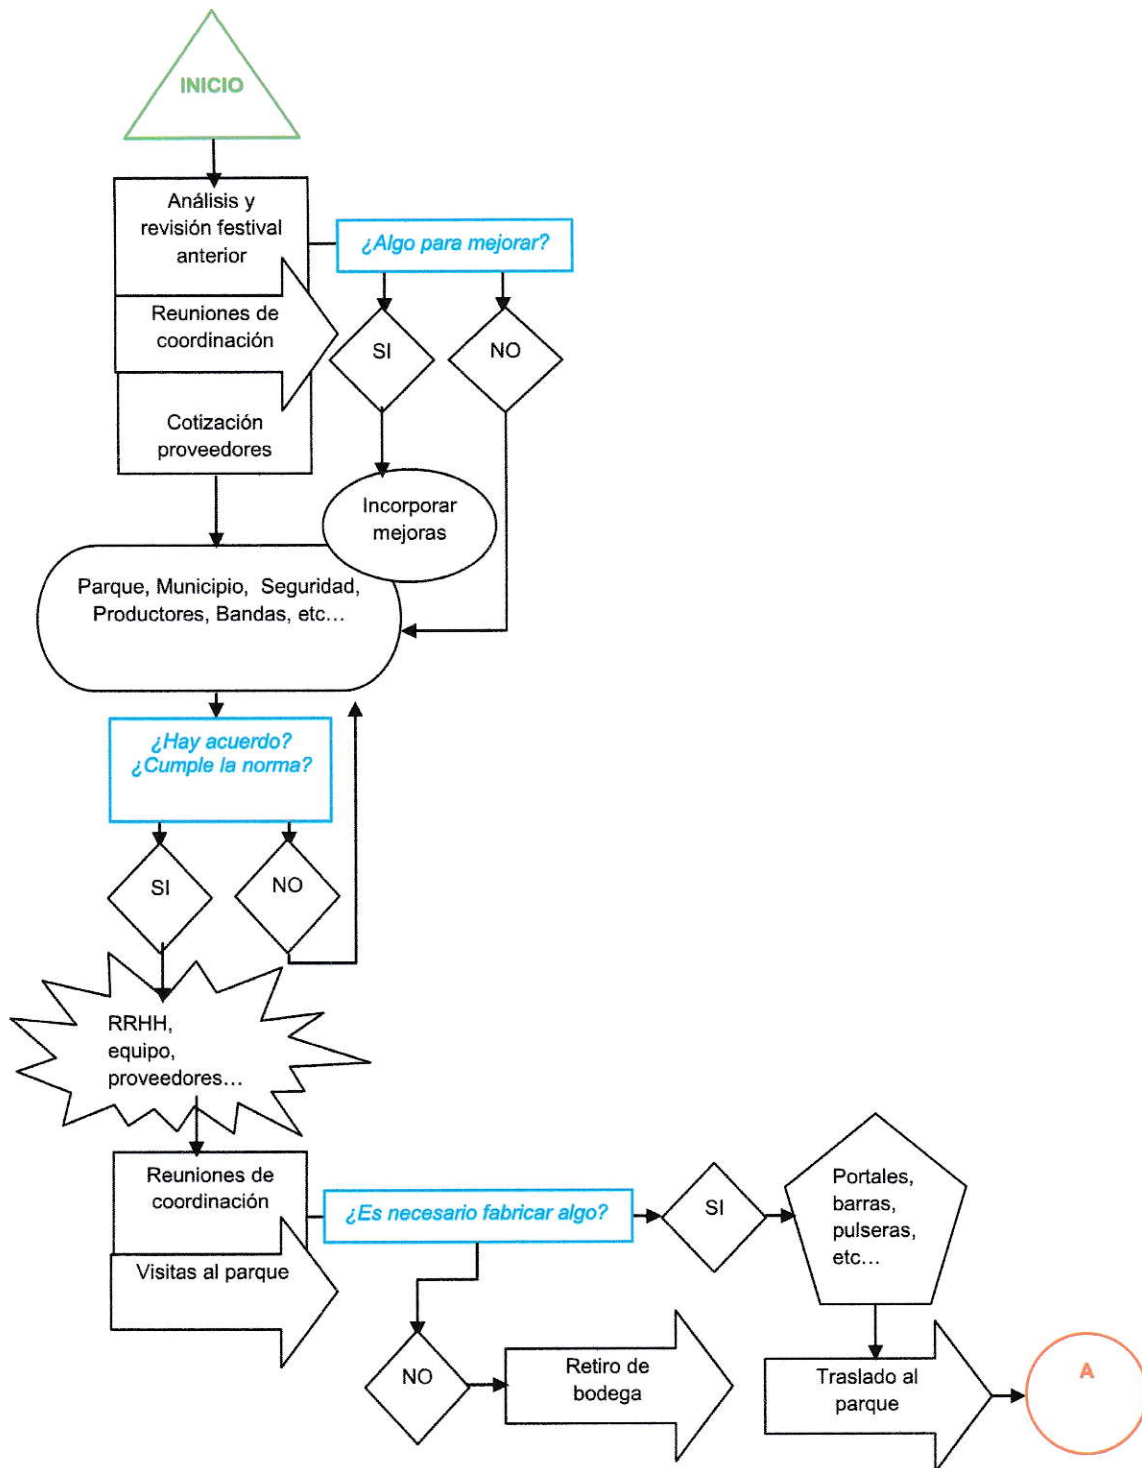 INICIO
Análisis y
revisión festival
anterior
¿Algo para mejorar?
Reuniones de
coordinación
SI
NO
Cotización
proveedores
Incorporar
mejoras
Parque, Municipio,  Seguridad,
Productores, Bandas, etc…
¿Hay acuerdo?
¿Cumple la norma?
SI
NO
RRHH,
equipo,
proveedores…
Reuniones de
coordinación
¿Es necesario fabricar algo?
SI
Portales,
barras,
pulseras,
etc…
Visitas al parque
NO
Retiro de
bodega
Traslado al
parque
A